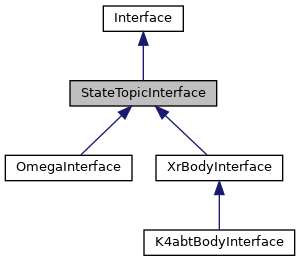 Interface
StateTopicInterface
OmegaInterface
XrBodyInterface
K4abtBodyInterface